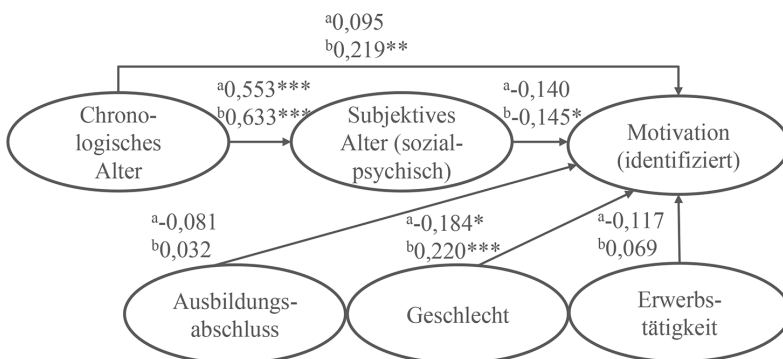 ᵃ0,095
ᵇ0,219**
ᵃ0,553***
ᵇ0,633***
ᵃ-0,140
ᵇ-0,145*
Chrono-
logisches
Alter
Subjektives
Alter (sozial-
psychisch)
Motivation
(identifiziert)
ᵃ-0,081
ᵇ0,032
ᵃ-0,184*
ᵇ0,220***
ᵃ-0,117
ᵇ0,069
Ausbildungs-
abschluss
Geschlecht
Erwerbs-
tätigkeit